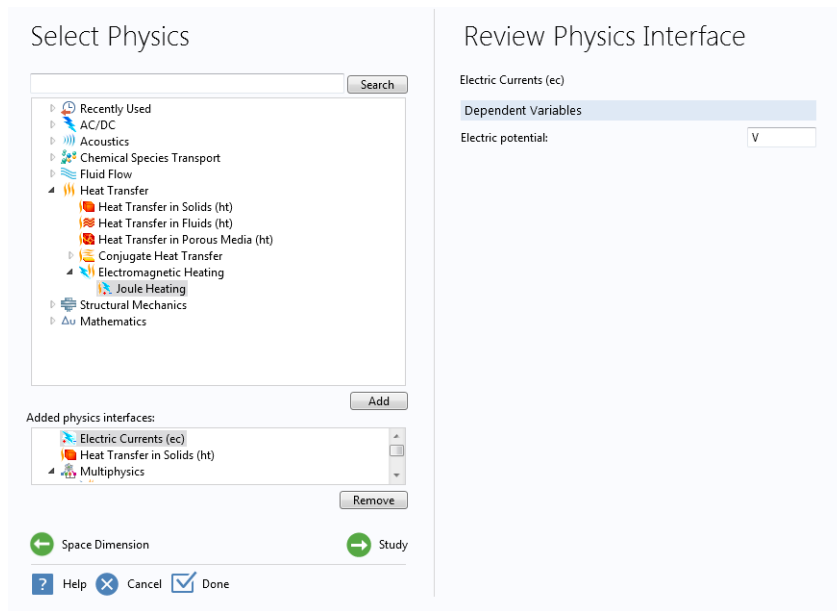 Select Physics
Search
Recently Used
AC/DC
Acoustics
Chemical Species Transport
Fluid Flow
Heat Transfer
Heat Transfer in Solids (ht)
Heat Transfer in Fluids (ht)
Heat Transfer in Porous Media (ht)
Conjugate Heat Transfer
Electromagnetic Heating
Joule Heating
Structural Mechanics
Δu Mathematics
Add
Added physics interfaces:
Electric Currents (ec)
Heat Transfer in Solids (ht)
Multiphysics
Remove
Space Dimension
Study
? Help
Cancel
Done
Review Physics Interface
Electric Currents (ec)
Dependent Variables
Electric potential: V